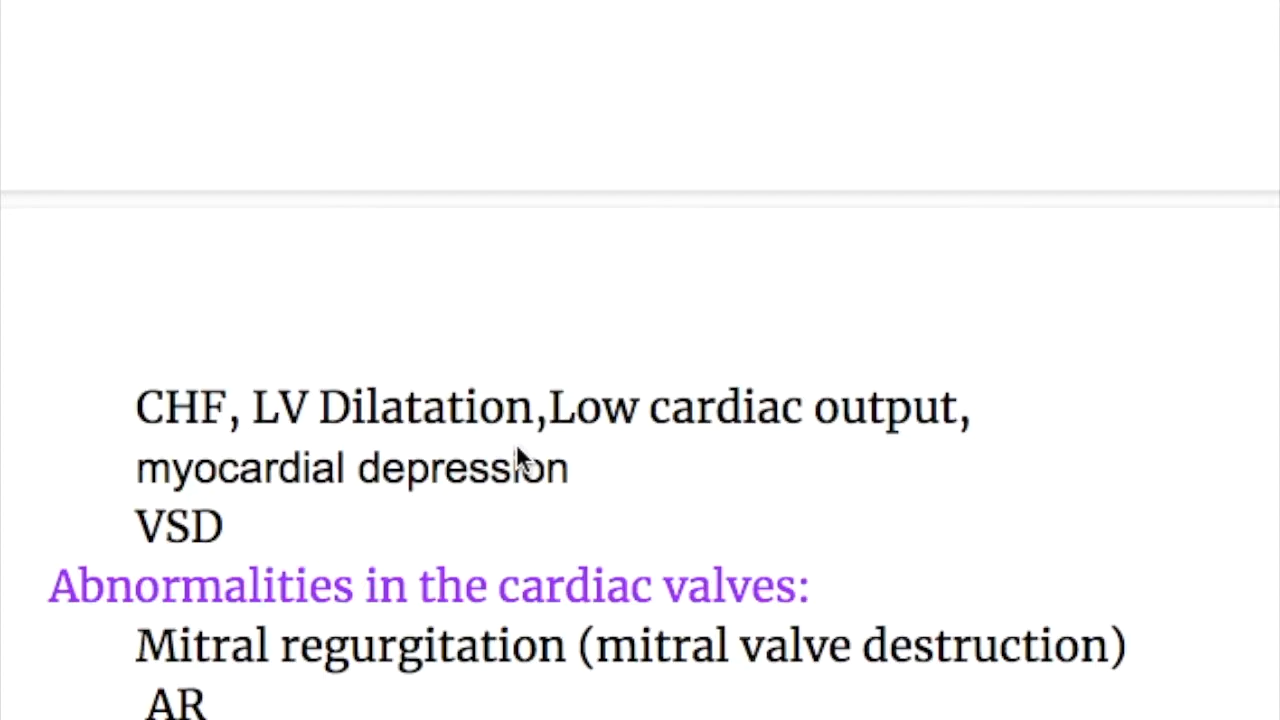 CHF, LV Dilatation,Low cardiac output,
myocardial depression
VSD
Abnormalities in the cardiac valves:
Mitral regurgitation (mitral valve destruction)
AR